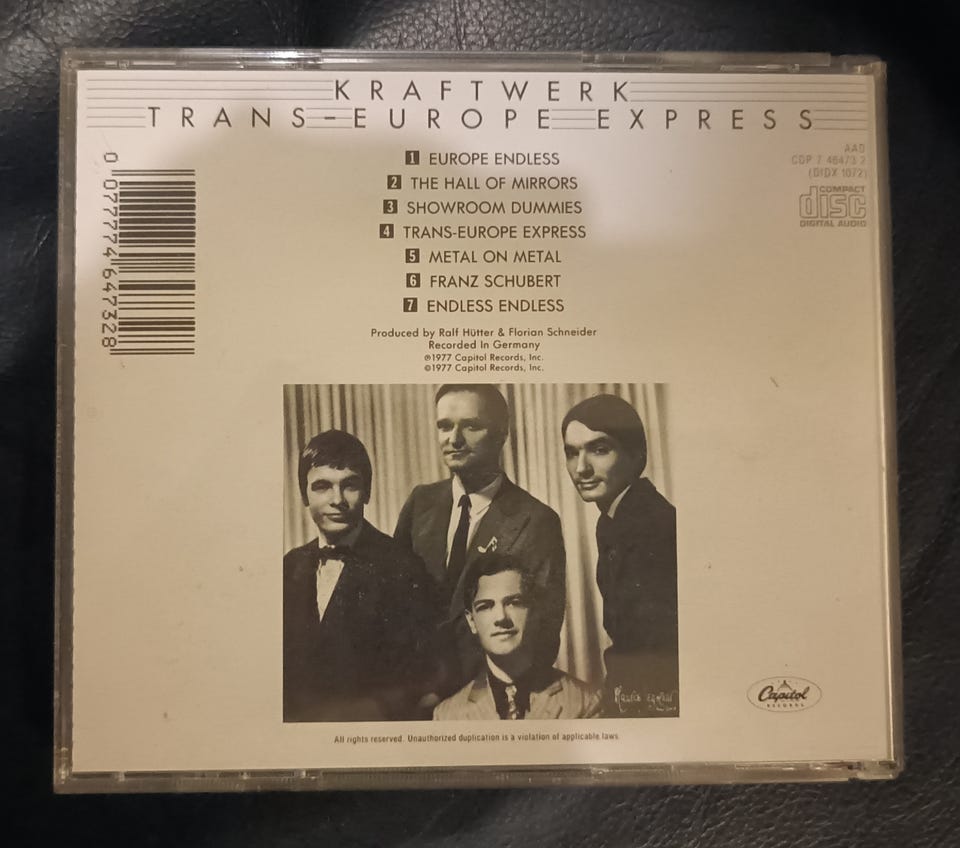 KRAFTWERK
TRANS-EUROPE EXPRESS
1 EUROPE ENDLESS
2 THE HALL OF MIRRORS
3 SHOWROOM DUMMIES
4 TRANS-EUROPE EXPRESS
5 METAL ON METAL
6 FRANZ SCHUBERT
7 ENDLESS ENDLESS
Produced by Ralf Hütter & Florian Schneider
Recorded In Germany
℗1977 Capitol Records, Inc.
©1977 Capitol Records, Inc.
0 07777464732 8
AAD
CDP 7 46473 2
(DIDX 1072)
COMPACT
disc
DIGITAL AUDIO
Capitol
RECORDS
All rights reserved. Unauthorized duplication is a violation of applicable laws.